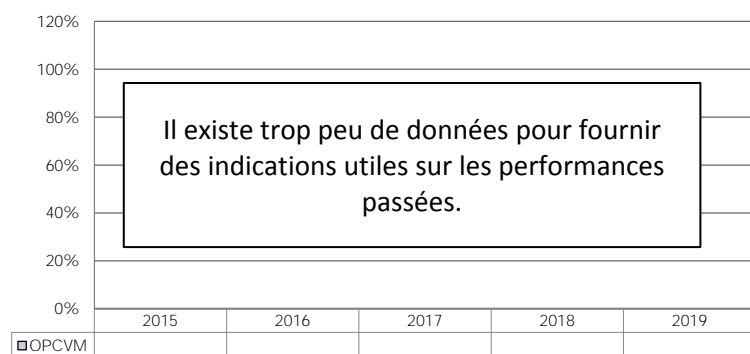 120%
100%
80%
60%
40%
20%
0%
Il existe trop peu de données pour fournir
des indications utiles sur les performances
passées.
2015 2016 2017 2018 2019
OPCVM